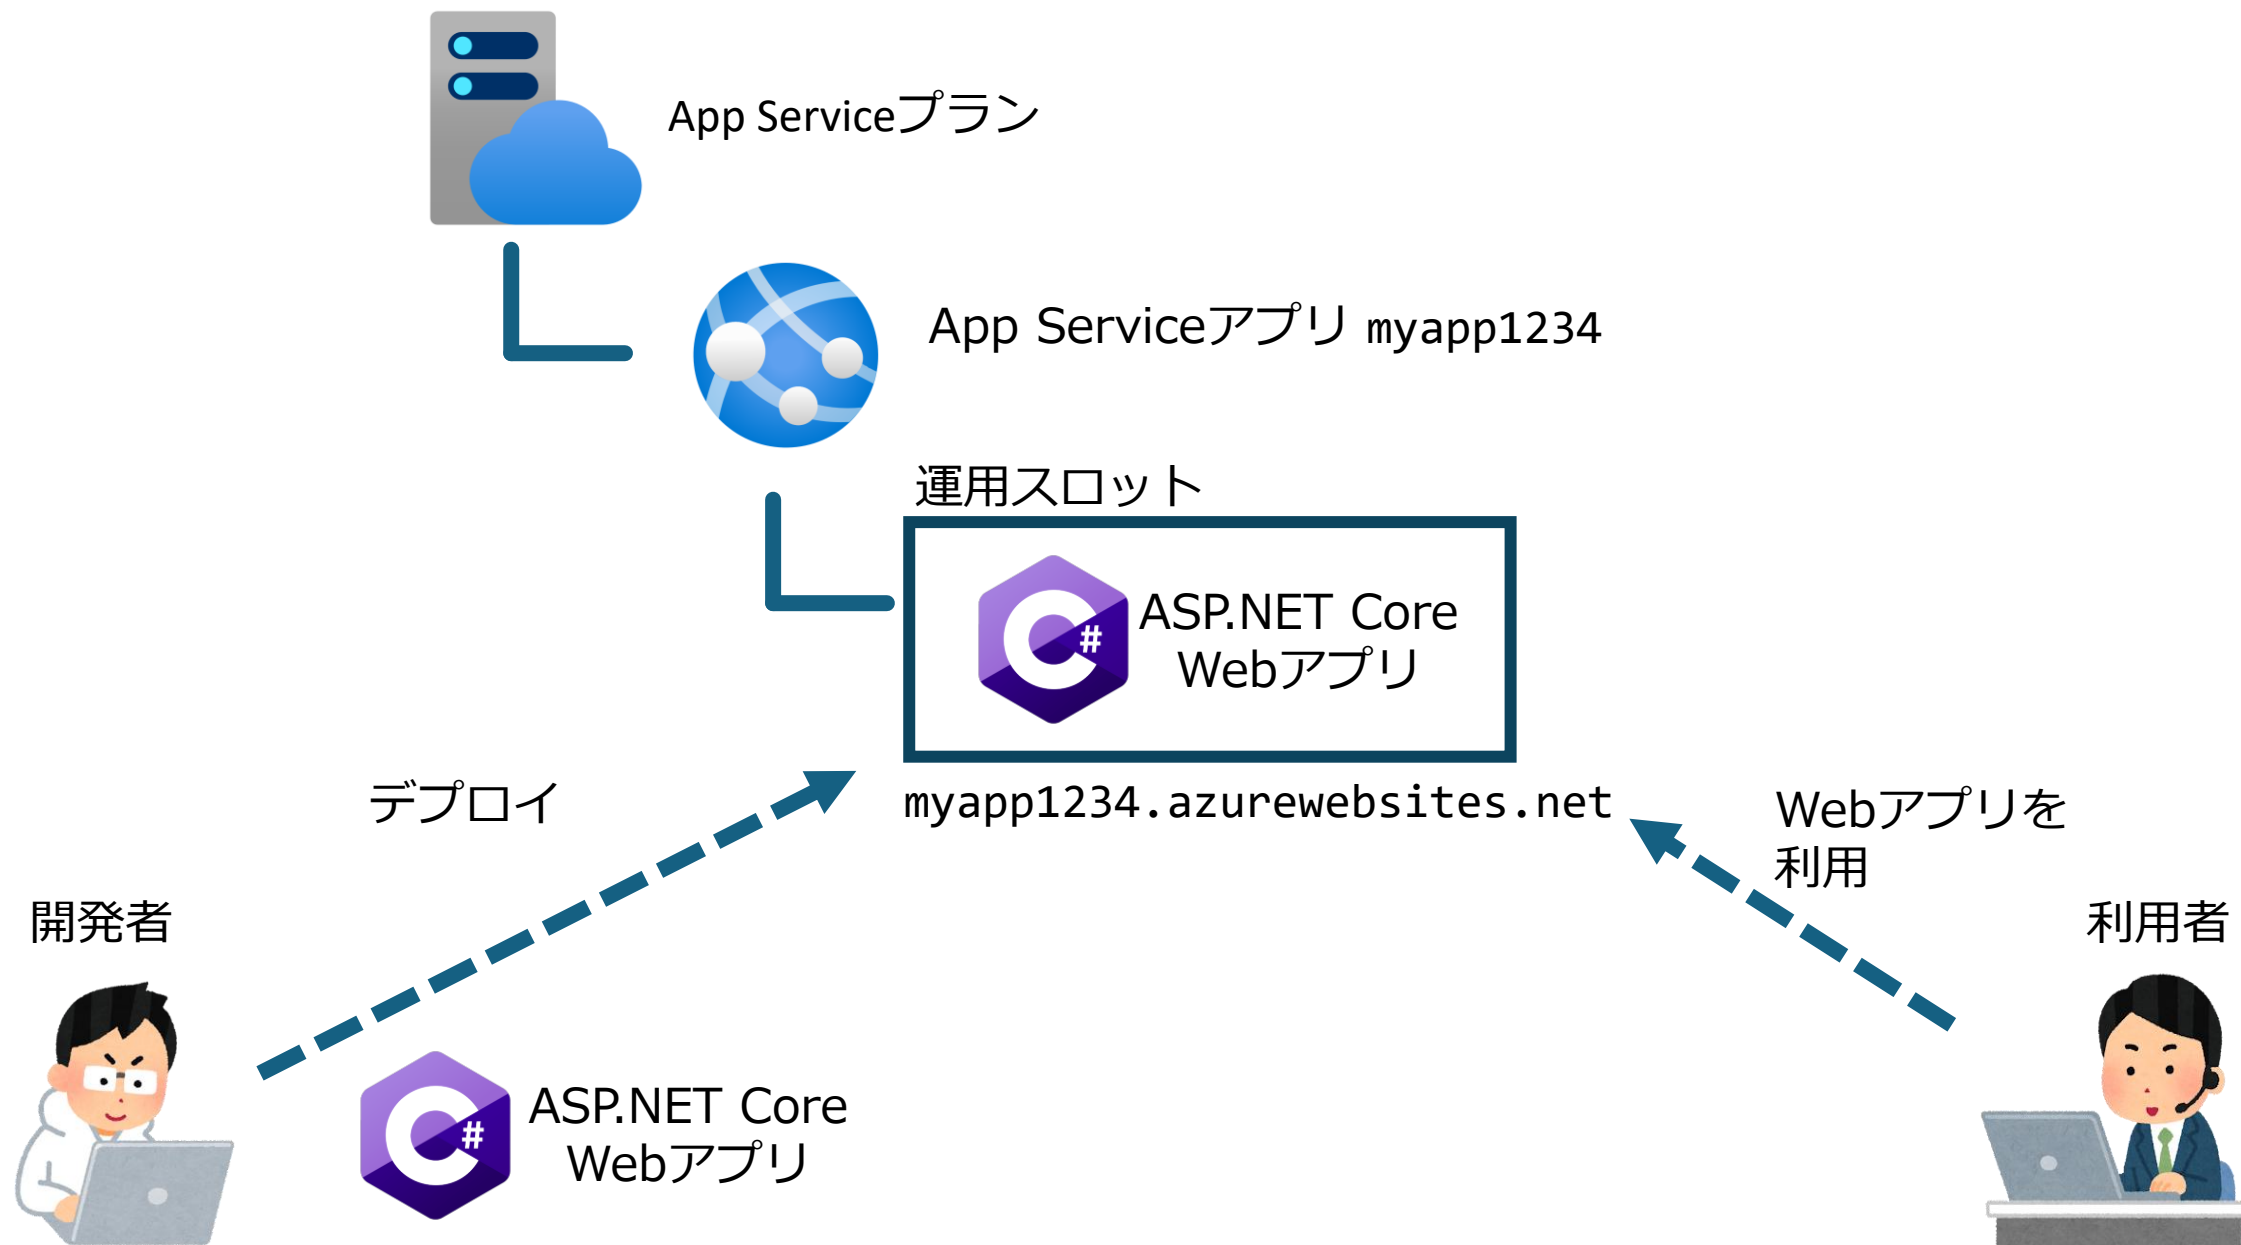 App Serviceプラン
App Serviceアプリ myapp1234
運用スロット
ASP.NET Core
Webアプリ
myapp1234.azurewebsites.net
デプロイ
Webアプリを
利用
開発者
利用者
ASP.NET Core
Webアプリ